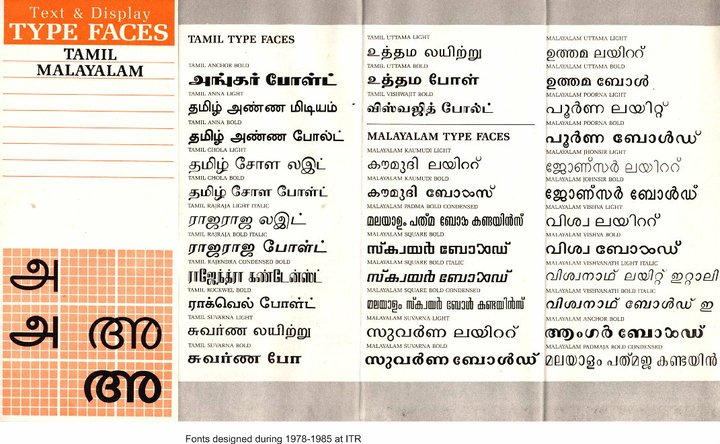 Text & Display
TYPE FACES
TAMIL
MALAYALAM
அ
அ അ
അ
TAMIL TYPE FACES
TAMIL ANCHOR BOLD
அங்கர் போல்ட்
TAMIL ANNA LIGHT
தமிழ் அண்ண மிடியம்
TAMIL ANNA BOLD
தமிழ் அண்ண போல்ட்
TAMIL CHOLA LIGHT
தமிழ் சோள லஇட்
TAMIL CHOLA BOLD
தமிழ் சோள போள்ட்
TAMIL RAJRAJA LIGHT ITALIC
ராஜராஜ லஇட்
TAMIL RAJRAJA BOLD ITALIC
ராஜராஜ போள்ட்
TAMIL RAJENDRA CONDENSED BOLD
ராஜேந்த்ரா கண்டேன்ஸ்ட்
TAMIL ROCKWEL BOLD
ராக்வெல் போள்ட்
TAMIL SUVARNA LIGHT
சுவர்ண லயிற்று
TAMIL SUVARNA BOLD
சுவர்ண போ
TAMIL UTTAMA LIGHT
உத்தம லயிற்று
TAMIL UTTAMA BOLD
உத்தம போள்
TAMIL VISHWAJIT BOLD
விஸ்வஜித் போல்ட்
MALAYALAM TYPE FACES
MALAYALAM KAUMUDI LIGHT
കൗമുദി ലയിററ്
MALAYALAM KAUMUDI BOLD
കൗമുദി
MALAYALAM PADMA BOLD CONDENSED
മലയാളം പത്മ ബോൾ കണ്ടയിൻസ്
MALAYALAM SQUARE BOLD
സ്ക്വയർ ബോൾഡ്
MALAYALAM SQUARE BOLD ITALIC
സ്ക്വയർ ബോൾഡ്
MALAYALAM SQUARE BOLD CONDENSED
മലയാളം സ്ക്വയർ ബോൾ കണ്ടയിൻസ്
MALAYALAM SUVARNA LIGHT
സുവർണ ലയിററ്
MALAYALAM SUVARNA BOLD
സുവർണ ബോൾഡ്
MALAYALAM UTTAMA LIGHT
ഉത്തമ ലയിററ്
MALAYALAM UTTAMA BOLD
ഉത്തമ ബോൾ
MALAYALAM POORNA LIGHT
പൂർണ ലയിറ്റ്
MALAYALAM POORNA BOLD
പൂർണ ബോൾഡ്
MALAYALAM JHONSIR LIGHT
ജോണ്സർ ലയിററ്
MALAYALAM JOHNSIR BOLD
ജോണ്സർ ബോൾഡ്
MALAYALAM VISHVA LIGHT
വിശ്വ ലയിററ്
MALAYALAM VISHVA BOLD
വിശ്വ ബോൾഡ്
MALAYALAM VISHVANATH LIGHT ITALIC
വിശ്വനാഥ് ലയിറ്റ് ഇറ്റാലി
MALAYALAM VISHVANATH BOLD ITALIC
വിശ്വനാഥ് ബോൾഡ് ഇ
MALAYALAM ANCHOR BOLD
ആംഗർ ബോൾഡ്
MALAYALAM PADMAJA BOLD CONDENSED
മലയാളം പത്മജ കണ്ടയിൻ
Fonts designed during 1978-1985 at ITR